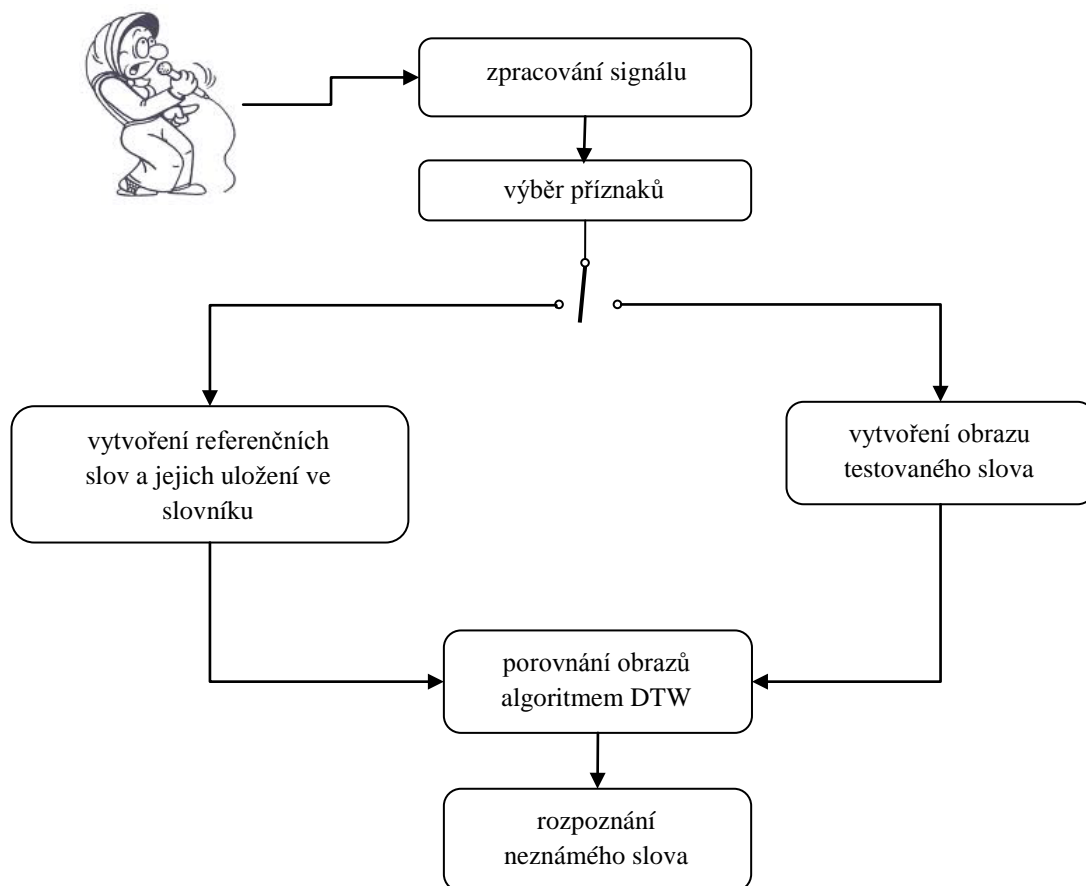 zpracování signálu
výběr příznaků
vytvoření referenčních
slov a jejich uložení ve
slovníku
vytvoření obrazu
testovaného slova
porovnání obrazů
algoritmem DTW
rozpoznání
neznámého slova